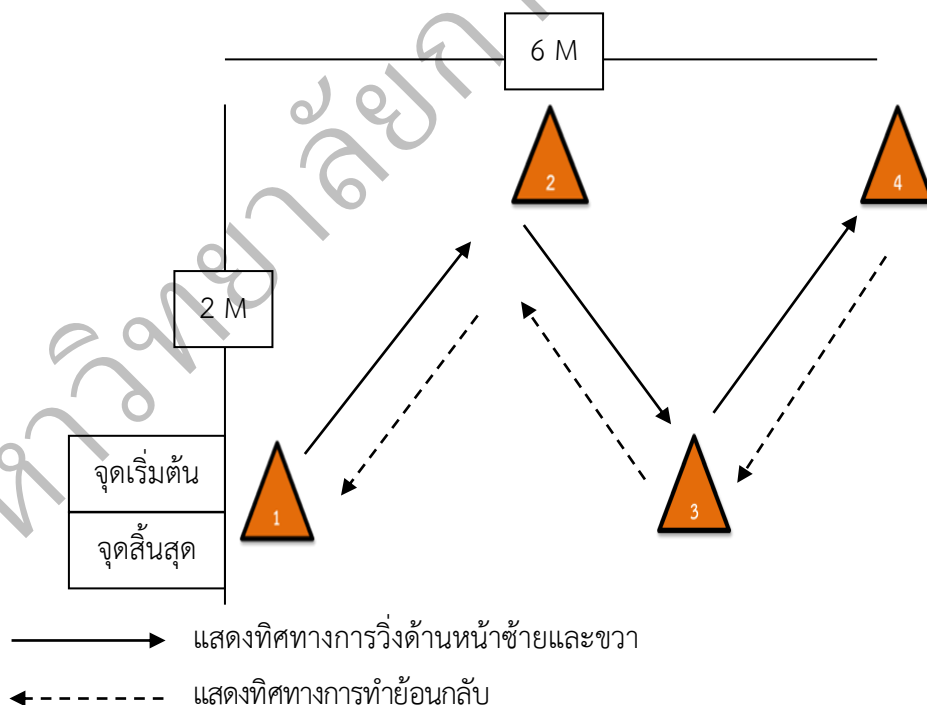 6 M
2
4
2 M
จุดเริ่มต้น
1
3
จุดสิ้นสุด
แสดงทิศทางการวิ่งด้านหน้าซ้ายและขวา
แสดงทิศทางการทำย้อนกลับ